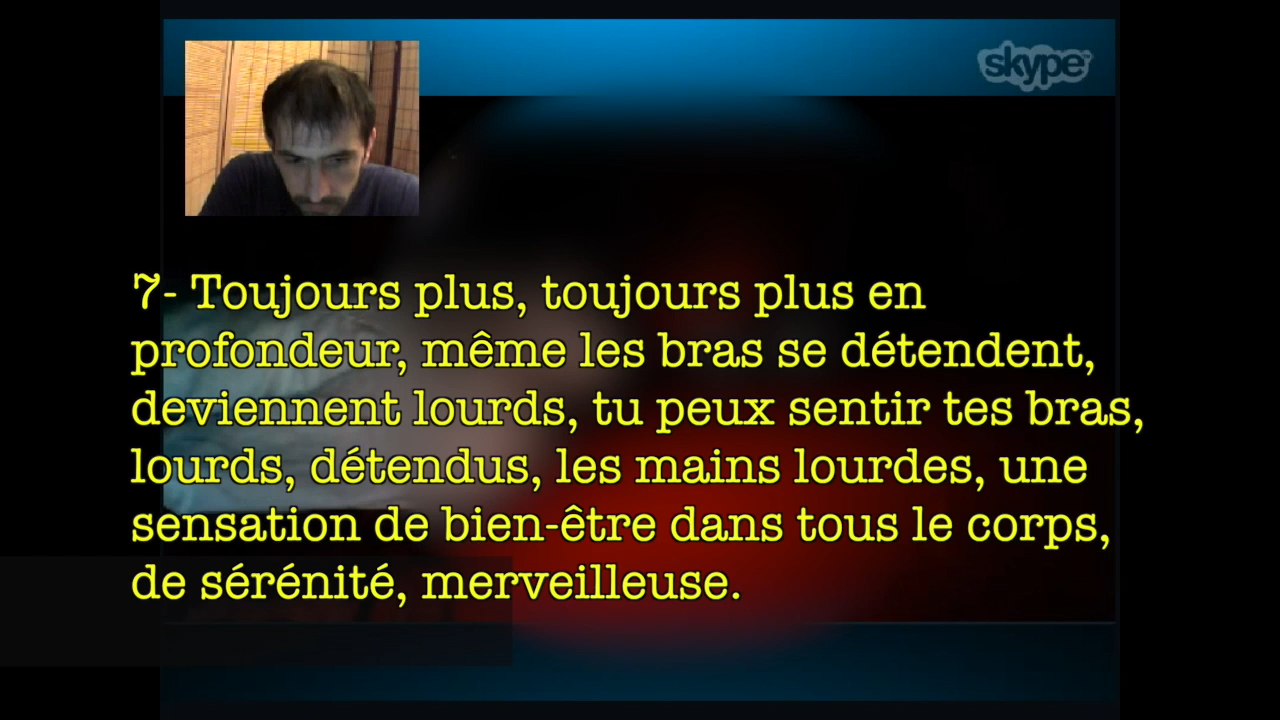 skype
7- Toujours plus, toujours plus en
profondeur, même les bras se détendent,
deviennent lourds, tu peux sentir tes bras,
lourds, détendus, les mains lourdes, une
sensation de bien-être dans tous le corps,
de sérénité, merveilleuse.